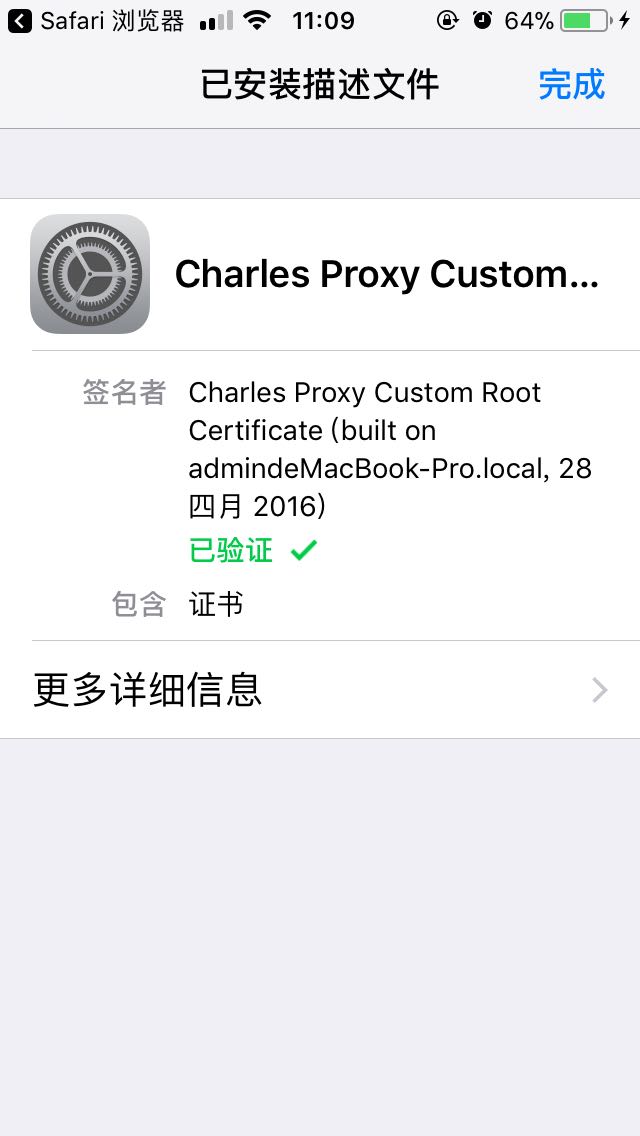 Safari 浏览器 11:09 64%
已安装描述文件 完成
Charles Proxy Custom...
签名者 Charles Proxy Custom Root
Certificate (built on
admindeMacBook-Pro.local, 28
四月 2016)
已验证
包含 证书
更多详细信息